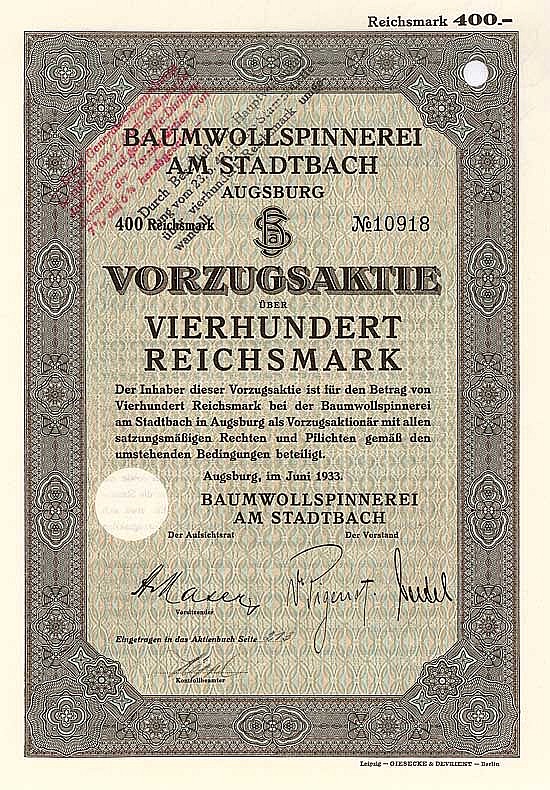 Reichsmark 400.-
BAUMWOLLSPINNEREI
AM STADTBACH
AUGSBURG
400 Reichsmark
№10918
VORZUGSAKTIE
ÜBER
VIERHUNDERT
REICHSMARK
Der Inhaber dieser Vorzugsaktie ist für den Betrag von
Vierhundert Reichsmark bei der Baumwollspinnerei
am Stadtbach in Augsburg als Vorzugsaktionär mit allen
satzungsmäßigen Rechten und Pflichten gemäß den
umstehenden Bedingungen beteiligt.
Augsburg, im Juni 1933.
BAUMWOLLSPINNEREI
AM STADTBACH
Der Aufsichtsrat
Der Vorstand
Vorsitzender
Eingetragen in das Aktienbuch Seite
Kontrollbeamter
Leipzig — GIESECKE & DEVRIENT — Berlin